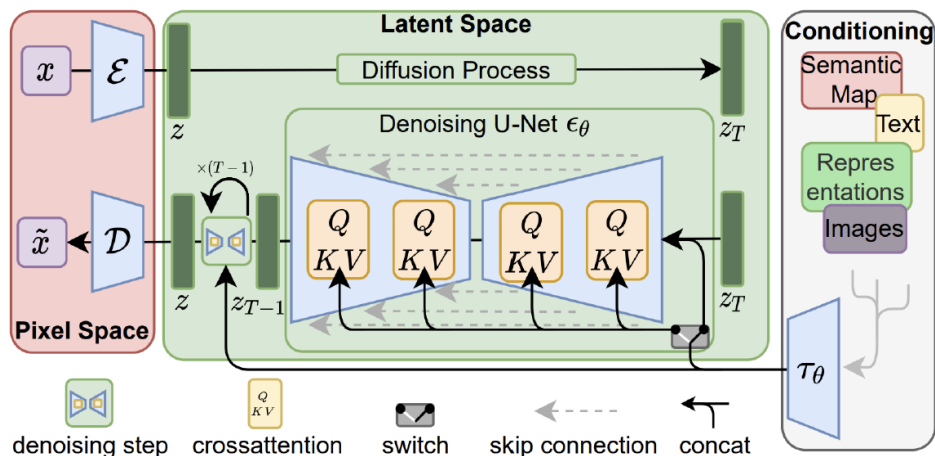 Latent Space
Conditioning
x
ℰ
z
Diffusion Process
z_T
Semantic
Map
Text
Repres
entations
Images
Denoising U-Net ϵ_θ
×(T−1)
x̃
𝒟
z
z_{T−1}
Q
KV
Q
KV
Q
KV
Q
KV
z_T
Pixel Space
τ_θ
Q
KV
denoising step
crossattention
switch
skip connection
concat